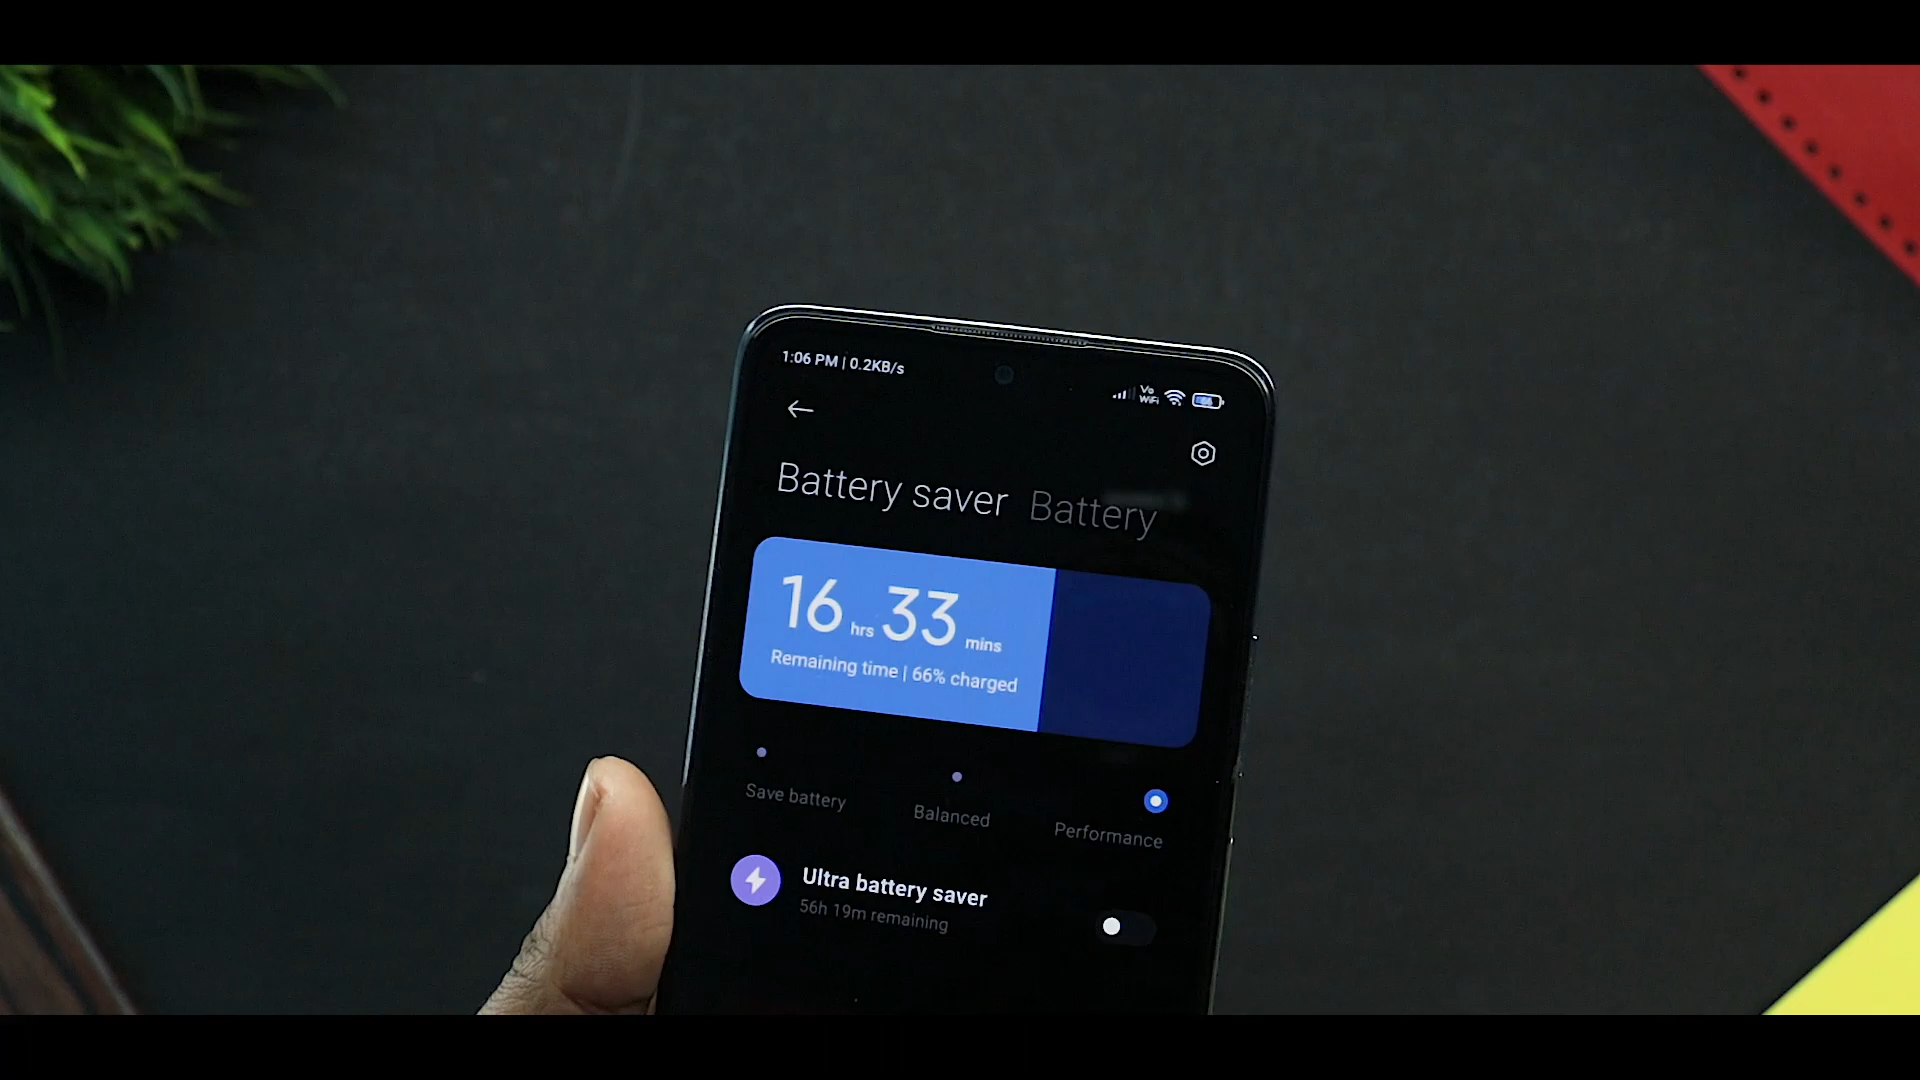 1:06 PM | 0.2KB/s
Vo
WiFi
66
Battery saver Battery
16 hrs 33 mins
Remaining time | 66% charged
Save battery Balanced Performance
Ultra battery saver
56h 19m remaining